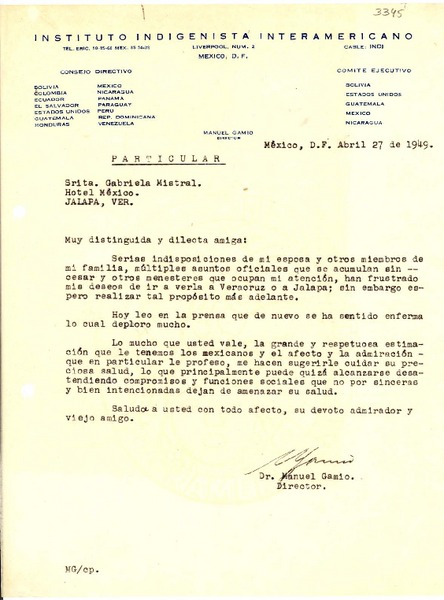 3345
INSTITUTO INDIGENISTA INTERAMERICANO
LIVERPOOL, NUM. 2
MEXICO, D. F.
CABLE: INDI
CONSEJO DIRECTIVO
BOLIVIA MEXICO
COLOMBIA NICARAGUA
ECUADOR PANAMA
EL SALVADOR PARAGUAY
ESTADOS UNIDOS PERU
GUATEMALA REP. DOMINICANA
HONDURAS VENEZUELA
COMITE EJECUTIVO
BOLIVIA
ESTADOS UNIDOS
GUATEMALA
MEXICO
NICARAGUA
MANUEL GAMIO
DIRECTOR
México, D.F. Abril 27 de 1949.
PARTICULAR
Srita. Gabriela Mistral.
Hotel México.
JALAPA, VER.
Muy distinguida y dilecta amiga:
Serias indisposiciones de mi esposa y otros miembros de
mi familia, múltiples asuntos oficiales que se acumulan sin --
cesar y otros menesteres que ocupan mi atención, han frustrado
mis deseos de ir a verla a Veracruz o a Jalapa; sin embargo es-
pero realizar tal propósito más adelante.
Hoy leo en la prensa que de nuevo se ha sentido enferma
lo cual deploro mucho.
Lo mucho que usted vale, la grande y respetuosa estima-
ción que le tenemos los mexicanos y el afecto y la admiración -
que en particular le profeso, me hacen sugerirle cuidar su pre-
ciosa salud, lo que principalmente puede quizá alcanzarse desa-
tendiendo compromisos y funciones sociales que no por sinceras
y bien intencionadas dejan de amenazar su salud.
Saludo a usted con todo afecto, su devoto admirador y
viejo amigo.
Dr. Manuel Gamio.
Director.
MG/cp.